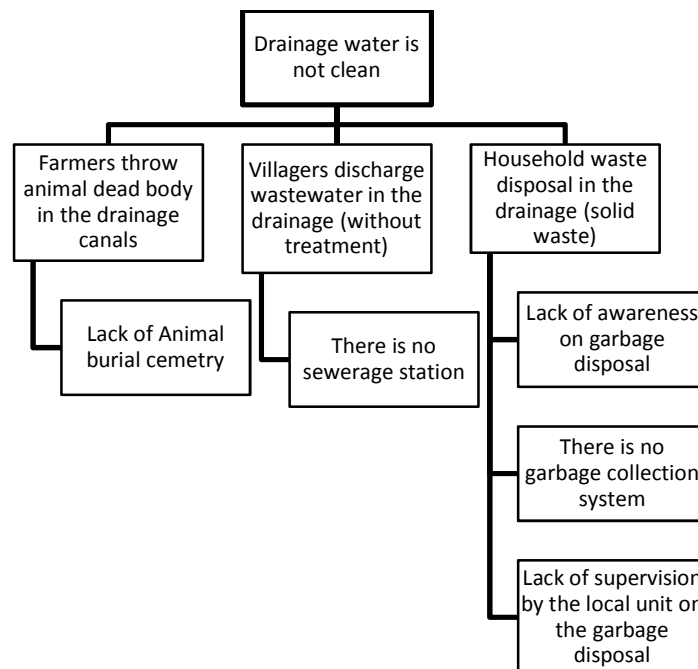 Drainage water is
not clean
Farmers throw
animal dead body
in the drainage
canals
Villagers discharge
wastewater in the
drainage (without
treatment)
Household waste
disposal in the
drainage (solid
waste)
Lack of Animal
burial cemetry
There is no
sewerage station
Lack of awareness
on garbage
disposal
There is no
garbage collection
system
Lack of supervision
by the local unit on
the garbage
disposal